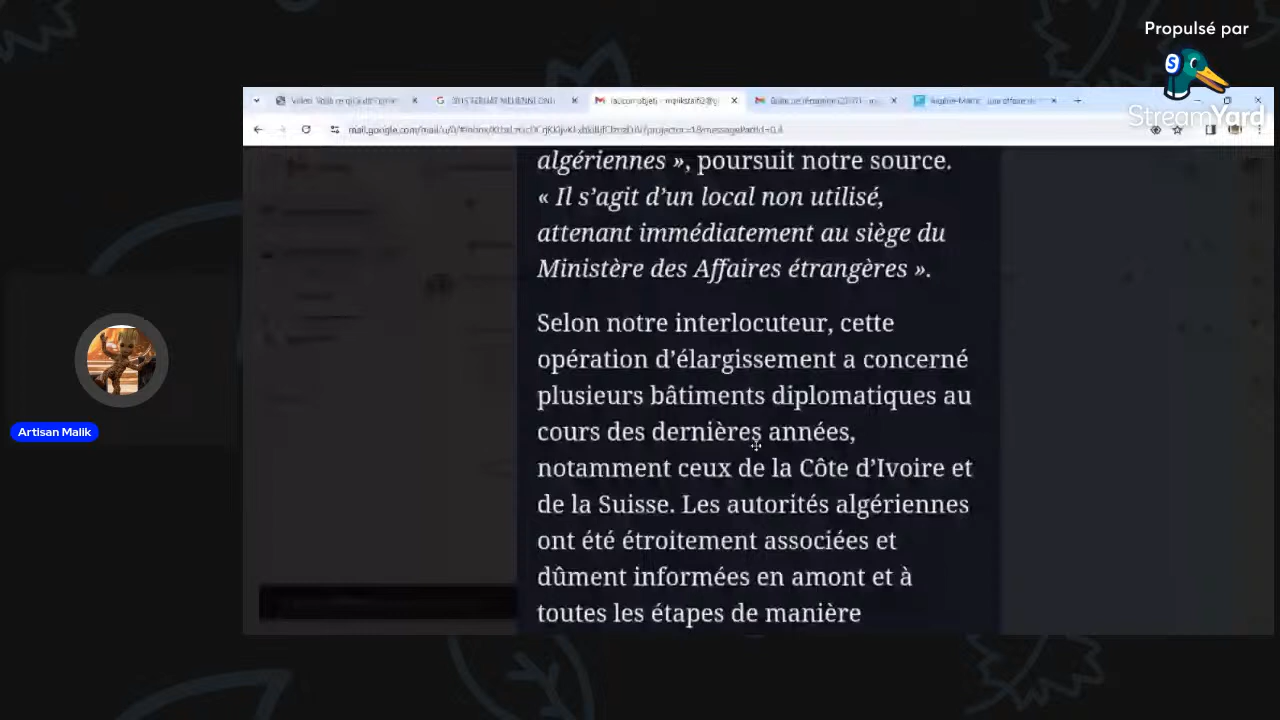 Propulsé par
S
StreamYard
algériennes », poursuit notre source.
« Il s’agit d’un local non utilisé,
attenant immédiatement au siège du
Ministère des Affaires étrangères ».
Selon notre interlocuteur, cette
opération d’élargissement a concerné
plusieurs bâtiments diplomatiques au
cours des dernières années,
notamment ceux de la Côte d’Ivoire et
de la Suisse. Les autorités algériennes
ont été étroitement associées et
dûment informées en amont et à
toutes les étapes de manière
Artisan Malik